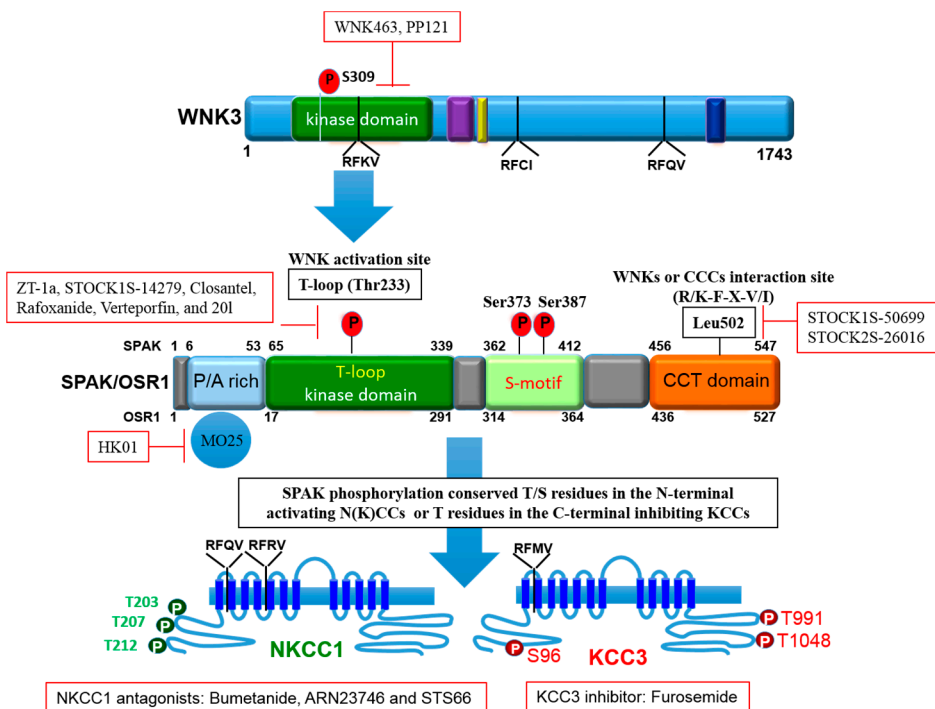 WNK463, PP121
P
S309
WNK3
kinase domain
1
1743
RFKV
RFCI
RFQV
WNK activation site
T-loop (Thr233)
ZT-1a, STOCK1S-14279, Closantel,
Rafoxanide, Verteporfin, and 20l
WNKs or CCCs interaction site
(R/K-F-X-V/I)
Leu502
STOCK1S-50699
STOCK2S-26016
Ser373
Ser387
P
P
P
SPAK
1 6 53 65 339 362 412 456 547
SPAK/OSR1
P/A rich
T-loop
kinase domain
S-motif
CCT domain
OSR1
1 17 291 314 364 436 527
HK01
MO25
SPAK phosphorylation conserved T/S residues in the N-terminal
activating N(K)CCs or T residues in the C-terminal inhibiting KCCs
RFQV RFRV
RFMV
T203
P
T207
P
T212
P
NKCC1
P
S96
KCC3
P
T991
P
T1048
NKCC1 antagonists: Bumetanide, ARN23746 and STS66
KCC3 inhibitor: Furosemide